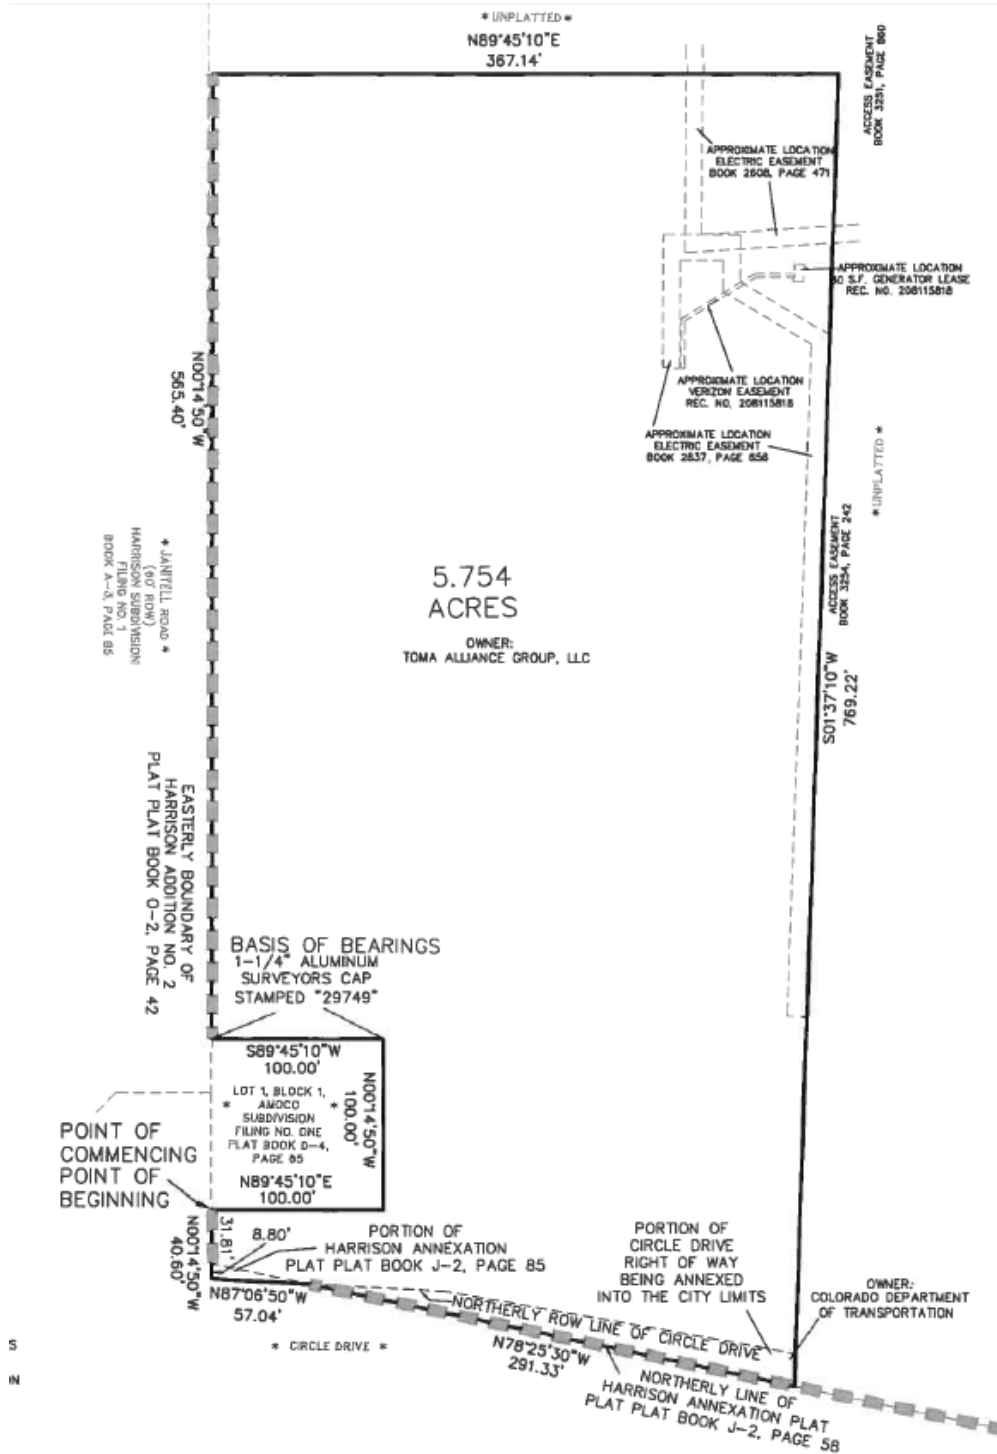 * UNPLATTED *
N89°45'10"E
367.14'
ACCESS EASEMENT
BOOK 3251, PAGE 860
APPROXIMATE LOCATION
ELECTRIC EASEMENT
BOOK 2608, PAGE 471
APPROXIMATE LOCATION
S.F. GENERATOR LEASE
REC. NO. 208115818
N00°14'50"W
565.40'
APPROXIMATE LOCATION
VERIZON EASEMENT
REC. NO. 208115818
APPROXIMATE LOCATION
ELECTRIC EASEMENT
BOOK 2637, PAGE 858
* UNPLATTED *
ACCESS EASEMENT
BOOK 3254, PAGE 242
* JANITELL ROAD *
(60' ROW)
HARRISON SUBDIVISION
FILING NO. 1
BOOK A-3, PAGE 85
5.754
ACRES
OWNER:
TOMA ALLIANCE GROUP, LLC
S01°37'10"W
769.22'
EASTERLY BOUNDARY OF
HARRISON ADDITION NO. 2
PLAT PLAT BOOK O-2, PAGE 42
BASIS OF BEARINGS
1-1/4" ALUMINUM
SURVEYORS CAP
STAMPED "29749"
S89°45'10"W
100.00'
N00°14'50"W
100.00'
LOT 1, BLOCK 1,
* AMOCO *
SUBDIVISION
FILING NO. ONE
PLAT BOOK D-4,
PAGE 85
N89°45'10"E
100.00'
POINT OF
COMMENCING
POINT OF
BEGINNING
31.81'
8.80'
N00°14'50"W
40.60'
PORTION OF
HARRISON ANNEXATION
PLAT PLAT BOOK J-2, PAGE 85
PORTION OF
CIRCLE DRIVE
RIGHT OF WAY
BEING ANNEXED
INTO THE CITY LIMITS
OWNER:
COLORADO DEPARTMENT
OF TRANSPORTATION
N87°06'50"W
57.04'
NORTHERLY ROW LINE OF CIRCLE DRIVE
* CIRCLE DRIVE *
N78°25'30"W
291.33'
NORTHERLY LINE OF
HARRISON ANNEXATION PLAT
PLAT PLAT BOOK J-2, PAGE 58
S
IN